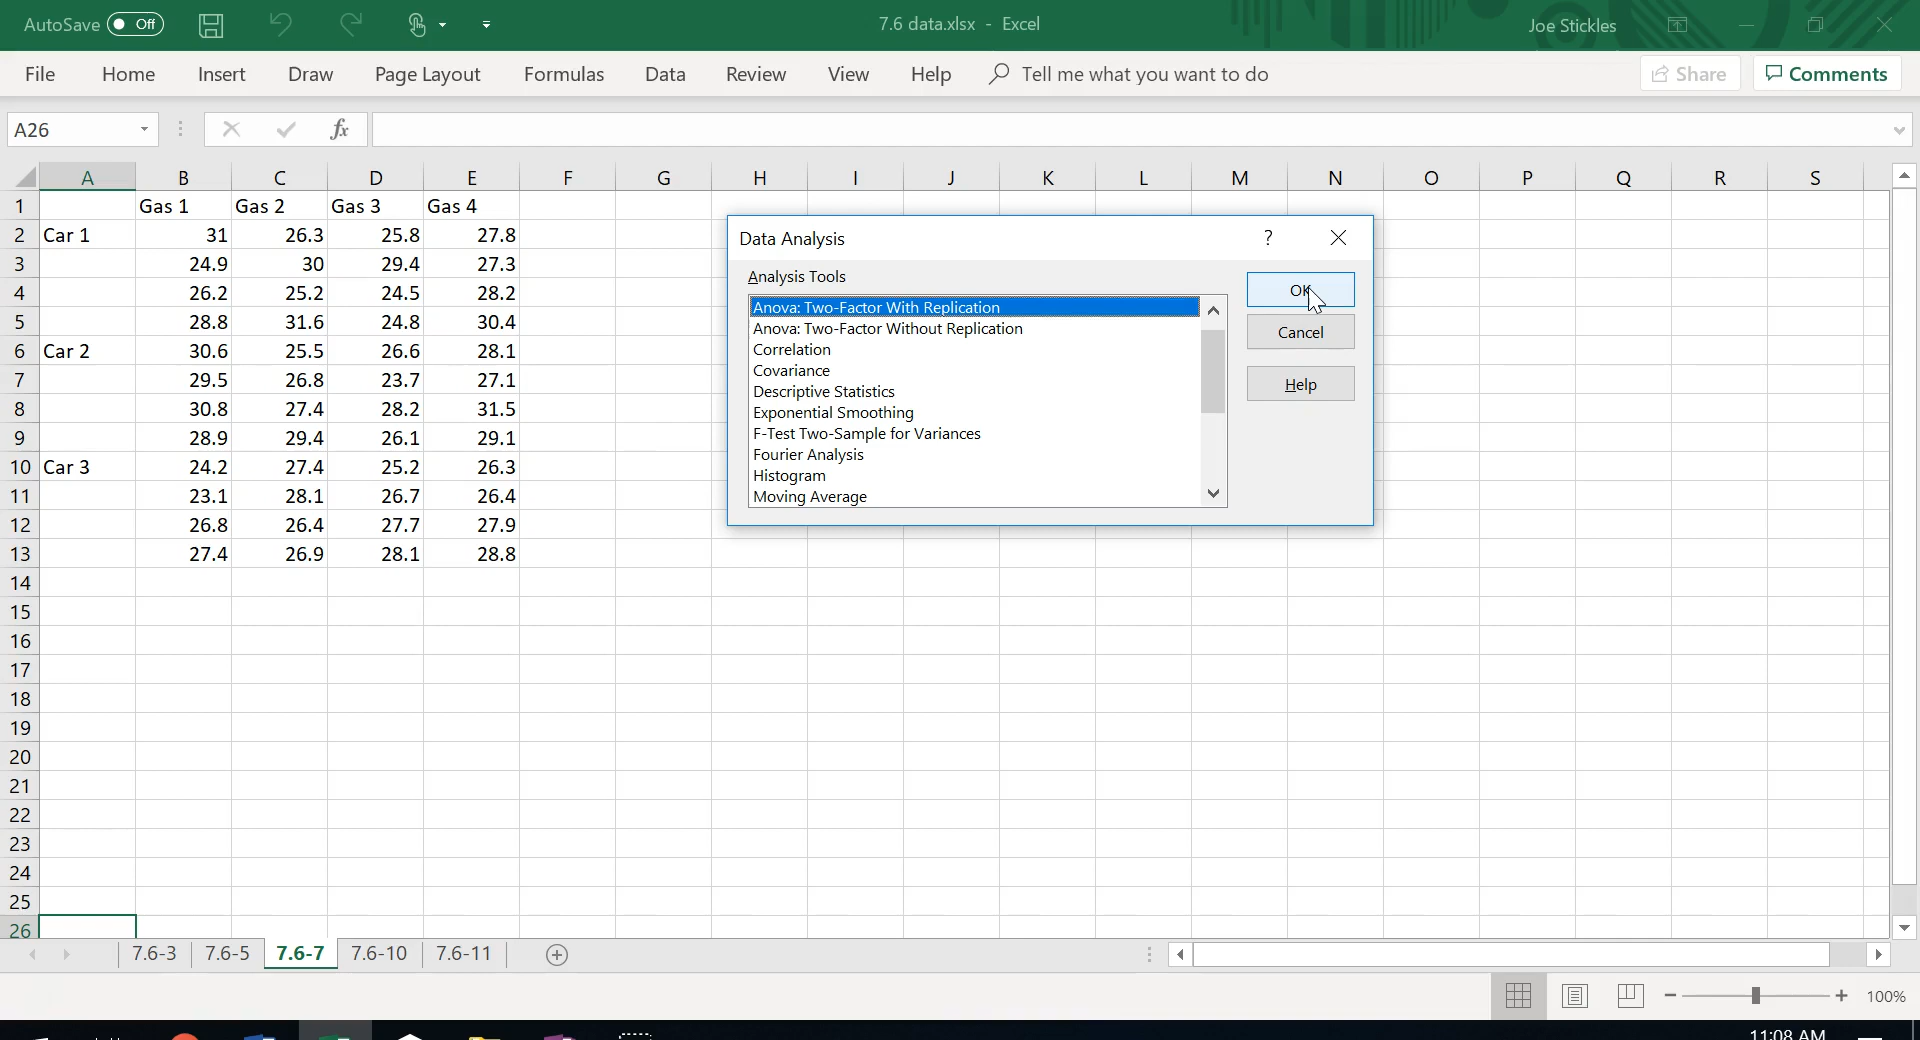 AutoSave Off 7.6 data.xlsx - Excel Joe Stickles
File Home Insert Draw Page Layout Formulas Data Review View Help Tell me what you want to do Share Comments
A26 fx
A B C D E F G H I J K L M N O P Q R S
1 Gas 1 Gas 2 Gas 3 Gas 4
2 Car 1 31 26.3 25.8 27.8
3 24.9 30 29.4 27.3
4 26.2 25.2 24.5 28.2
5 28.8 31.6 24.8 30.4
6 Car 2 30.6 25.5 26.6 28.1
7 29.5 26.8 23.7 27.1
8 30.8 27.4 28.2 31.5
9 28.9 29.4 26.1 29.1
10 Car 3 24.2 27.4 25.2 26.3
11 23.1 28.1 26.7 26.4
12 26.8 26.4 27.7 27.9
13 27.4 26.9 28.1 28.8
14
15
16
17
18
19
20
21
22
23
24
25
26
Data Analysis ?
Analysis Tools
Anova: Two-Factor With Replication
Anova: Two-Factor Without Replication
Correlation
Covariance
Descriptive Statistics
Exponential Smoothing
F-Test Two-Sample for Variances
Fourier Analysis
Histogram
Moving Average
OK
Cancel
Help
7.6-3 7.6-5 7.6-7 7.6-10 7.6-11
100%
11:08 AM